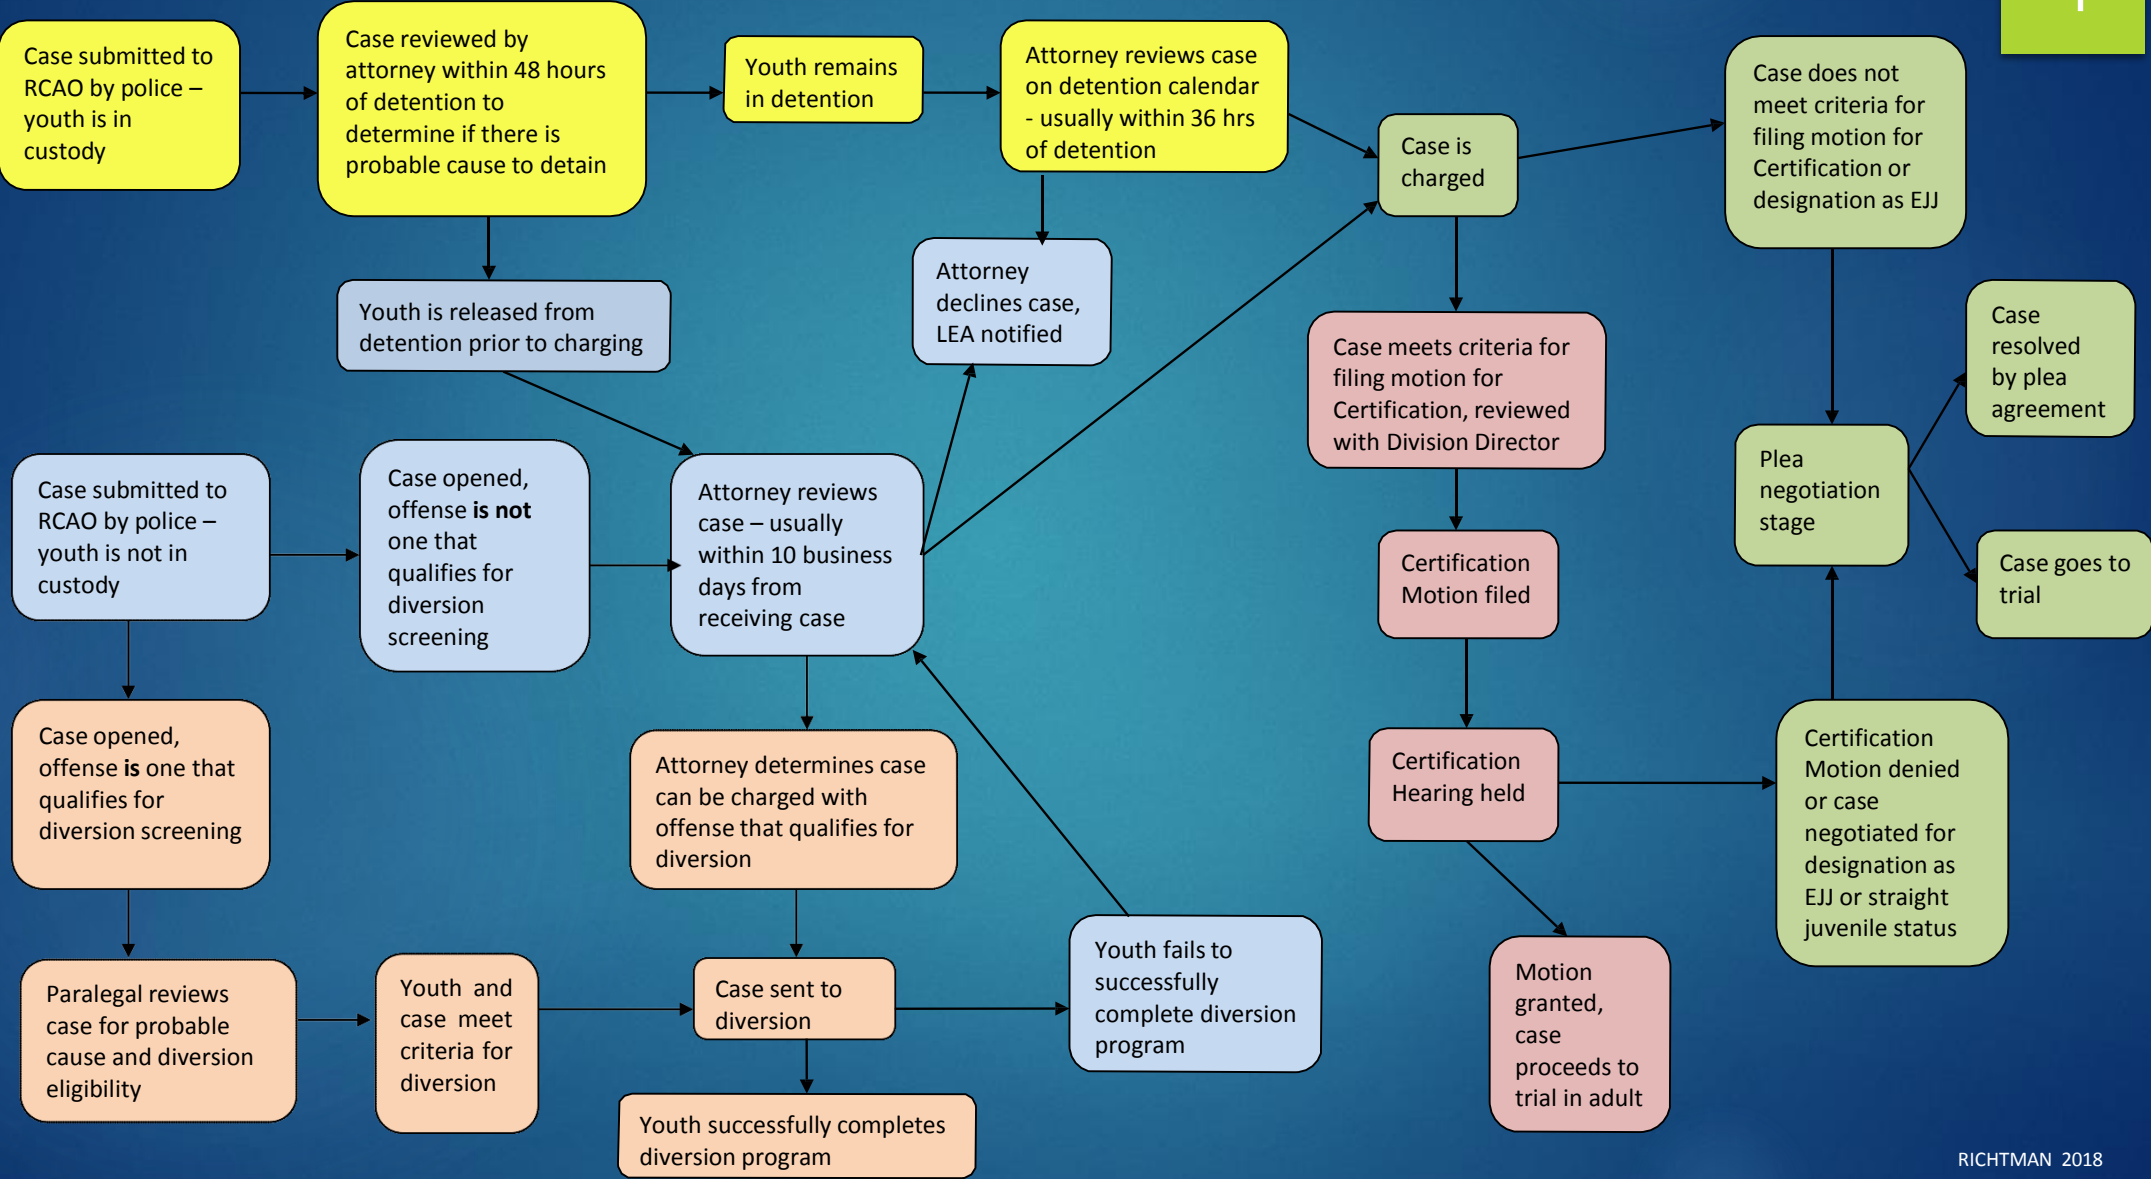 Case submitted to
RCAO by police –
youth is in
custody
Case reviewed by
attorney within 48 hours
of detention to
determine if there is
probable cause to detain
Youth remains
in detention
Attorney reviews case
on detention calendar
- usually within 36 hrs
of detention
Case is
charged
Case does not
meet criteria for
filing motion for
Certification or
designation as EJJ
Youth is released from
detention prior to charging
Attorney
declines case,
LEA notified
Case meets criteria for
filing motion for
Certification, reviewed
with Division Director
Case
resolved
by plea
agreement
Case submitted to
RCAO by police –
youth is not in
custody
Case opened,
offense is not
one that
qualifies for
diversion
screening
Attorney reviews
case – usually
within 10 business
days from
receiving case
Certification
Motion filed
Plea
negotiation
stage
Case goes to
trial
Case opened,
offense is one that
qualifies for
diversion screening
Attorney determines case
can be charged with
offense that qualifies for
diversion
Certification
Hearing held
Certification
Motion denied
or case
negotiated for
designation as
EJJ or straight
juvenile status
Paralegal reviews
case for probable
cause and diversion
eligibility
Youth and
case meet
criteria for
diversion
Case sent to
diversion
Youth fails to
successfully
complete diversion
program
Motion
granted,
case
proceeds to
trial in adult
Youth successfully completes
diversion program
RICHTMAN 2018